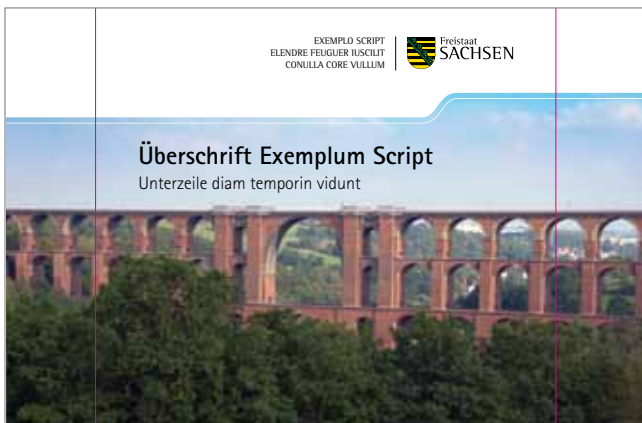 EXEMPLO SCRIPT
ELENDRE FEUGUER IUSCILIT
CONULLA CORE VULLUM
Freistaat
SACHSEN
Überschrift Exemplum Script
Unterzeile diam temporin vidunt